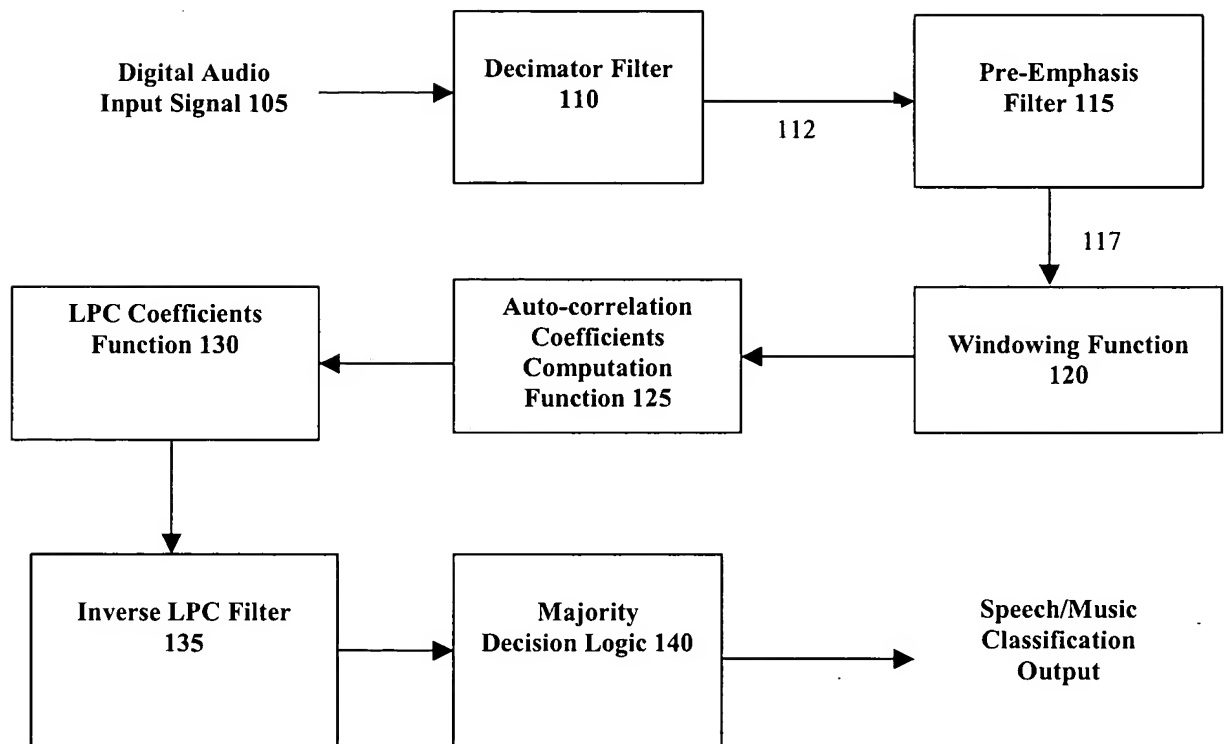 Digital Audio
Input Signal 105
Decimator Filter
110
112
Pre-Emphasis
Filter 115
117
Windowing Function
120
Auto-correlation
Coefficients
Computation
Function 125
LPC Coefficients
Function 130
Inverse LPC Filter
135
Majority
Decision Logic 140
Speech/Music
Classification
Output